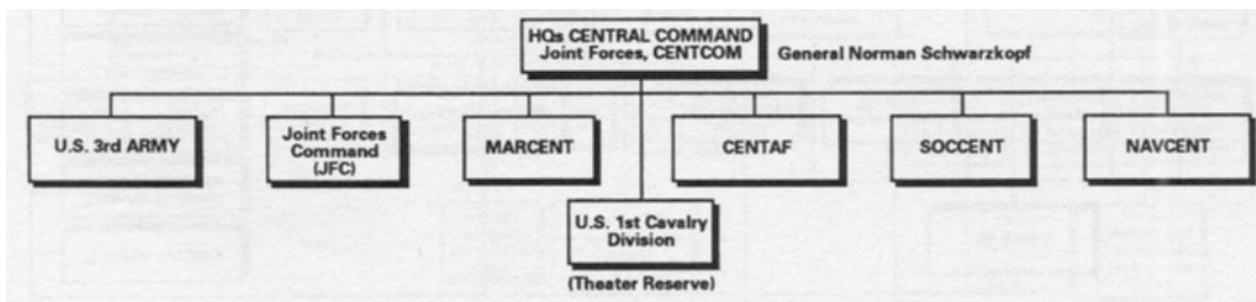 HQs CENTRAL COMMAND
Joint Forces, CENTCOM
General Norman Schwarzkopf
U.S. 3rd ARMY
Joint Forces
Command
(JFC)
MARCENT
CENTAF
SOCCENT
NAVCENT
U.S. 1st Cavalry
Division
(Theater Reserve)